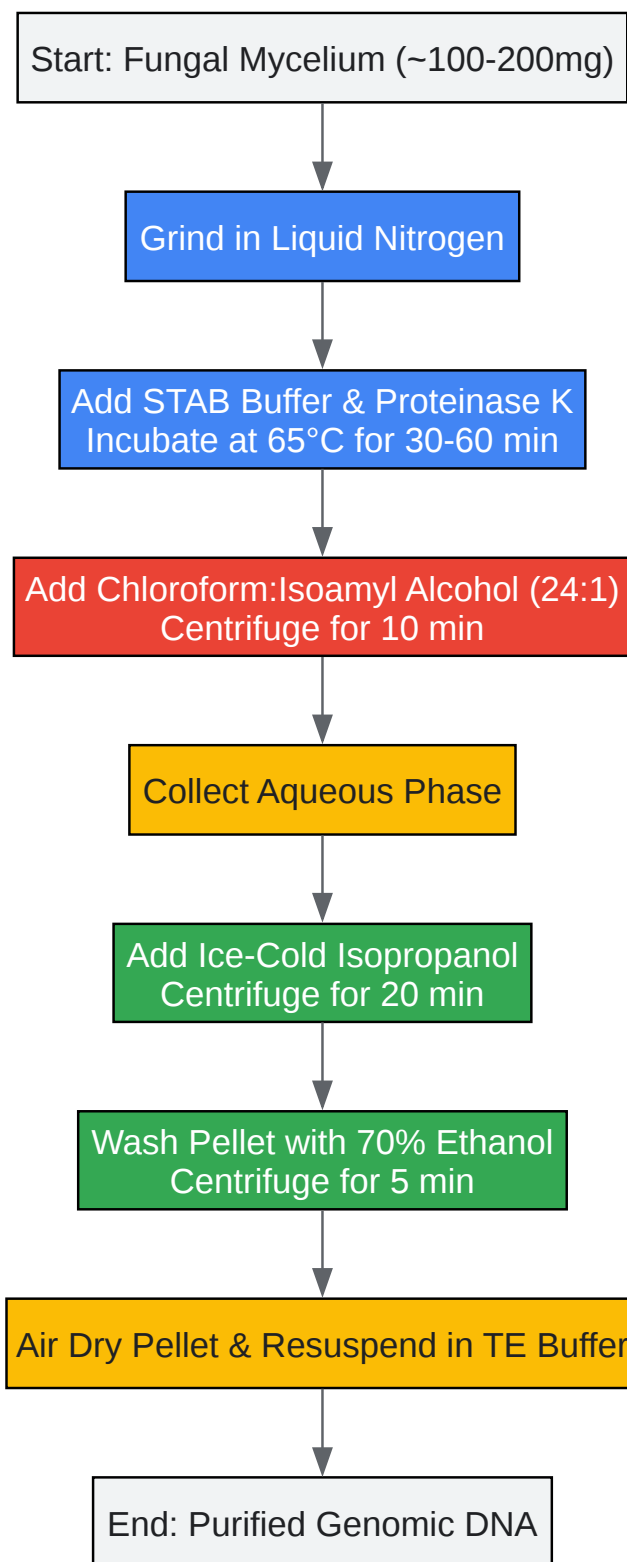 Start: Fungal Mycelium (~100-200mg)
Grind in Liquid Nitrogen
Add STAB Buffer & Proteinase K
Incubate at 65°C for 30-60 min
Add Chloroform:Isoamyl Alcohol (24:1)
Centrifuge for 10 min
Collect Aqueous Phase
Add Ice-Cold Isopropanol
Centrifuge for 20 min
Wash Pellet with 70% Ethanol
Centrifuge for 5 min
Air Dry Pellet & Resuspend in TE Buffer
End: Purified Genomic DNA